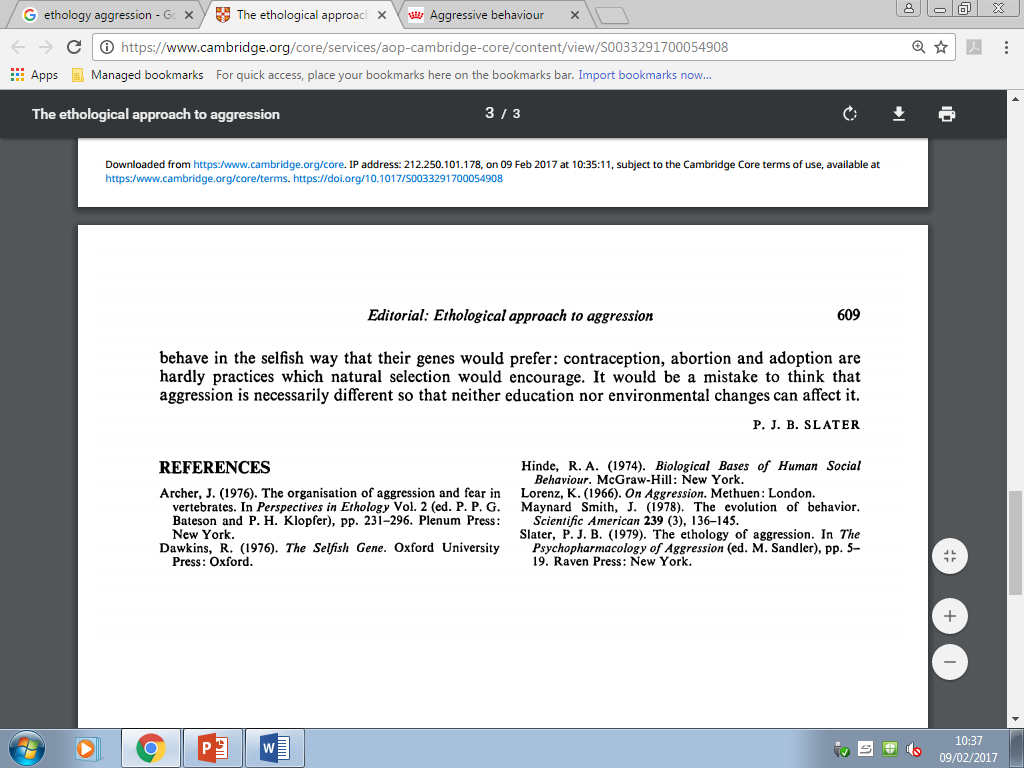 ethology aggression - Go
The ethological approach
Aggressive behaviour
https://www.cambridge.org/core/services/aop-cambridge-core/content/view/S0033291700054908
Apps
Managed bookmarks
For quick access, place your bookmarks here on the bookmarks bar. Import bookmarks now...
The ethological approach to aggression
3 / 3
Downloaded from https:/www.cambridge.org/core. IP address: 212.250.101.178, on 09 Feb 2017 at 10:35:11, subject to the Cambridge Core terms of use, available at
https:/www.cambridge.org/core/terms. https://doi.org/10.1017/S0033291700054908
Editorial: Ethological approach to aggression
609
behave in the selfish way that their genes would prefer: contraception, abortion and adoption are
hardly practices which natural selection would encourage. It would be a mistake to think that
aggression is necessarily different so that neither education nor environmental changes can affect it.
P. J. B. SLATER
REFERENCES
Archer, J. (1976). The organisation of aggression and fear in
vertebrates. In Perspectives in Ethology Vol. 2 (ed. P. P. G.
Bateson and P. H. Klopfer), pp. 231–296. Plenum Press:
New York.
Dawkins, R. (1976). The Selfish Gene. Oxford University
Press: Oxford.
Hinde, R. A. (1974). Biological Bases of Human Social
Behaviour. McGraw-Hill: New York.
Lorenz, K. (1966). On Aggression. Methuen: London.
Maynard Smith, J. (1978). The evolution of behavior.
Scientific American 239 (3), 136–145.
Slater, P. J. B. (1979). The ethology of aggression. In The
Psychopharmacology of Aggression (ed. M. Sandler), pp. 5–
19. Raven Press: New York.
10:37
09/02/2017